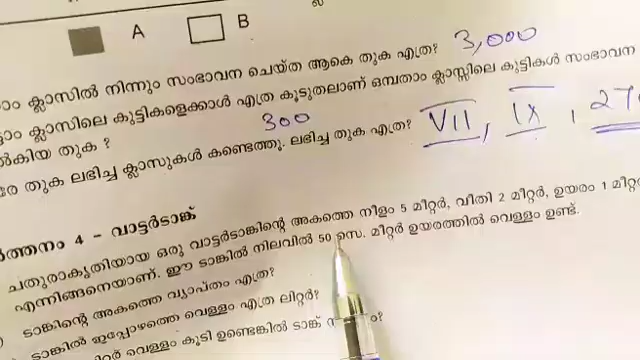 A B
ക്ലാസിൽ നിന്നും സംഭാവന ചെയ്ത ആകെ തുക എത്ര? 3,000
ക്ലാസിലെ കുട്ടികളെക്കാൾ എത്ര കൂടുതലാണ് ഒമ്പതാം ക്ലാസ്സിലെ കുട്ടികൾ സംഭാവന
തുക ? 300
തുക ലഭിച്ച ക്ലാസുകൾ കണ്ടെത്തൂ. ലഭിച്ച തുക എത്ര? VII, IX,
4 - വാട്ടർടാങ്ക്
ചതുരാകൃതിയായ ഒരു വാട്ടർടാങ്കിന്റെ അകത്തെ നീളം 5 മീറ്റർ, വീതി 2 മീറ്റർ, ഉയരം 1 മീറ്റർ
എന്നിങ്ങനെയാണ്. ഈ ടാങ്കിൽ നിലവിൽ 50 സെ. മീറ്റർ ഉയരത്തിൽ വെള്ളം ഉണ്ട്.
ടാങ്കിന്റെ അകത്തെ വ്യാപ്തം എത്ര?
ടാങ്കിൽ ഇപ്പോഴത്തെ വെള്ളം എത്ര ലിറ്റർ?
വെള്ളം കൂടി ഉണ്ടെങ്കിൽ ടാങ്ക്